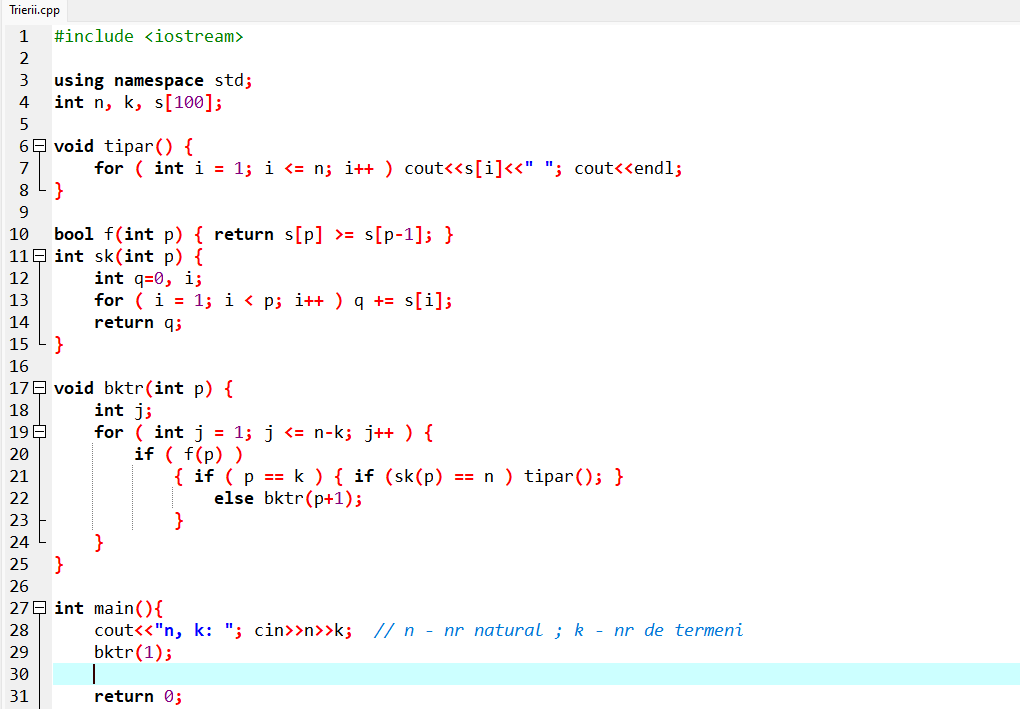 Trierii.cpp
1 #include <iostream>
2
3 using namespace std;
4 int n, k, s[100];
5
6 void tipar() {
7     for ( int i = 1; i <= n; i++ ) cout<<s[i]<<" "; cout<<endl;
8 }
9
10 bool f(int p) { return s[p] >= s[p-1]; }
11 int sk(int p) {
12     int q=0, i;
13     for ( i = 1; i < p; i++ ) q += s[i];
14     return q;
15 }
16
17 void bktr(int p) {
18     int j;
19     for ( int j = 1; j <= n-k; j++ ) {
20         if ( f(p) )
21             { if ( p == k ) { if (sk(p) == n ) tipar(); }
22                 else bktr(p+1);
23             }
24     }
25 }
26
27 int main(){
28     cout<<"n, k: "; cin>>n>>k;  // n - nr natural ; k - nr de termeni
29     bktr(1);
30
31     return 0;